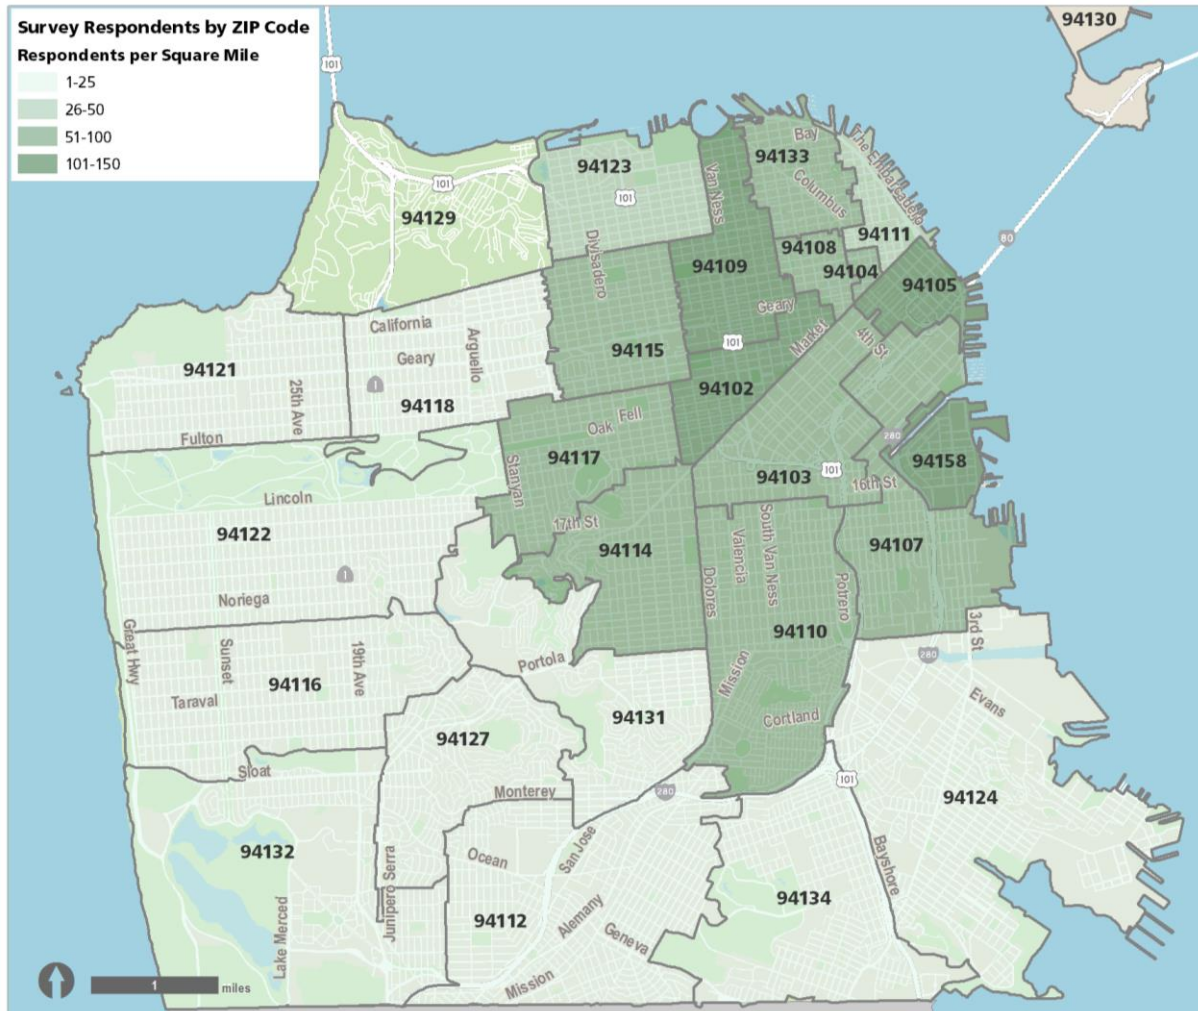 Survey Respondents by ZIP Code
Respondents per Square Mile
1-25
26-50
51-100
101-150
94130
101
Bay
The Embarcadero
94133
94123
Van Ness
101
101
Columbus
94129
94111
Divisadero
94108
80
94109
94104
94105
Geary
California
Market
4th St
101
Geary
Arguello
94115
94121
25th Ave
1
94102
94118
Oak
Fell
Fulton
280
94117
94158
Stanyan
94103
101
16th St
Lincoln
17th St
South Van Ness
94122
Valencia
94114
94107
1
Dolores
Potrero
Noriega
94110
3rd St
Great Hwy
Sunset
19th Ave
280
Portola
Mission
94116
Taraval
Evans
94131
Cortland
94127
Sloat
101
Monterey
280
94124
94132
San Jose
Ocean
Junipero Serra
Bayshore
94134
Lake Merced
94112
Alemany
Geneva
Mission
1
miles